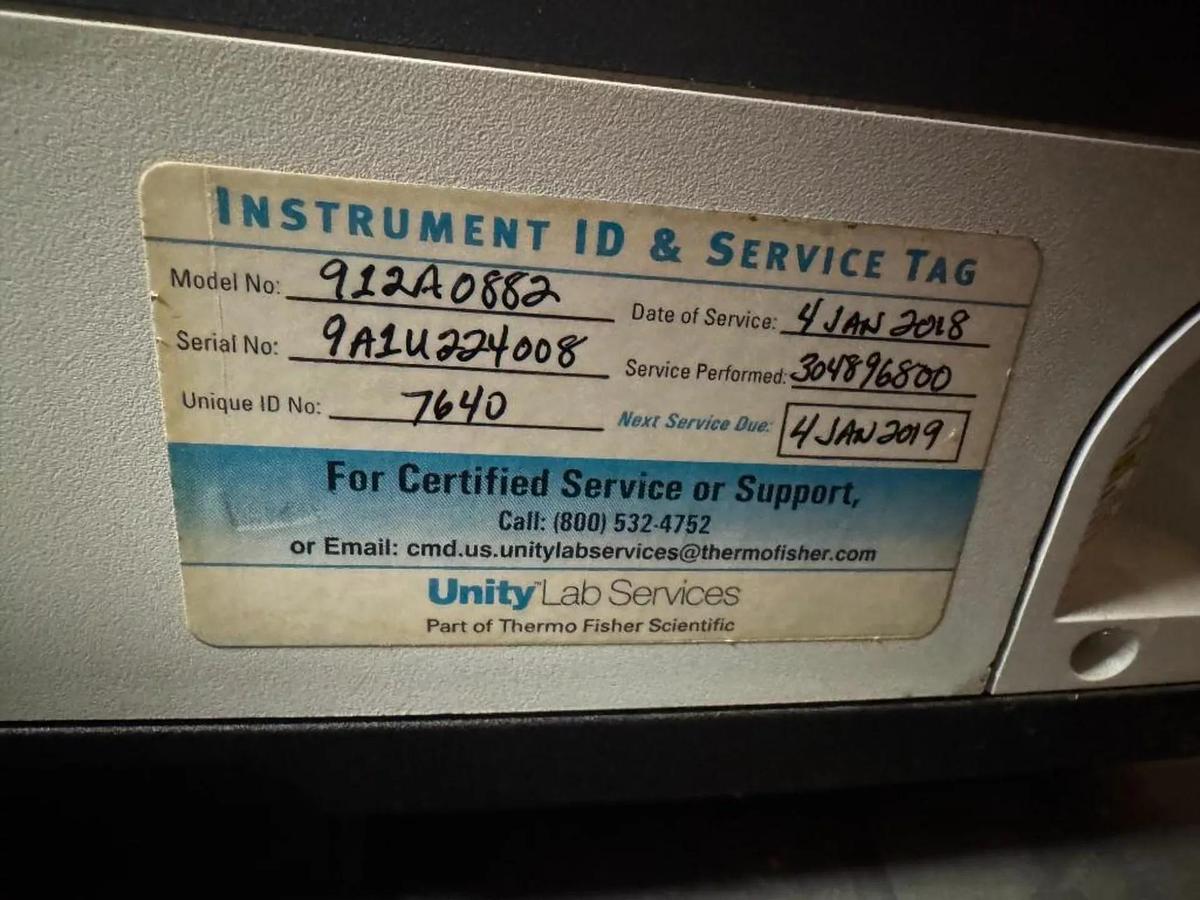 INSTRUMENT ID & SERVICE TAG
Model No: 912A0882
Serial No: 9A1U224008
Unique ID No: 7640
Date of Service: 4 JAN 2018
Service Performed: 304896800
Next Service Due: 4 JAN 2019
For Certified Service or Support,
Call: (800) 532-4752
or Email: cmd.us.unitylabservices@thermofisher.com
Unity™ Lab Services
Part of Thermo Fisher Scientific